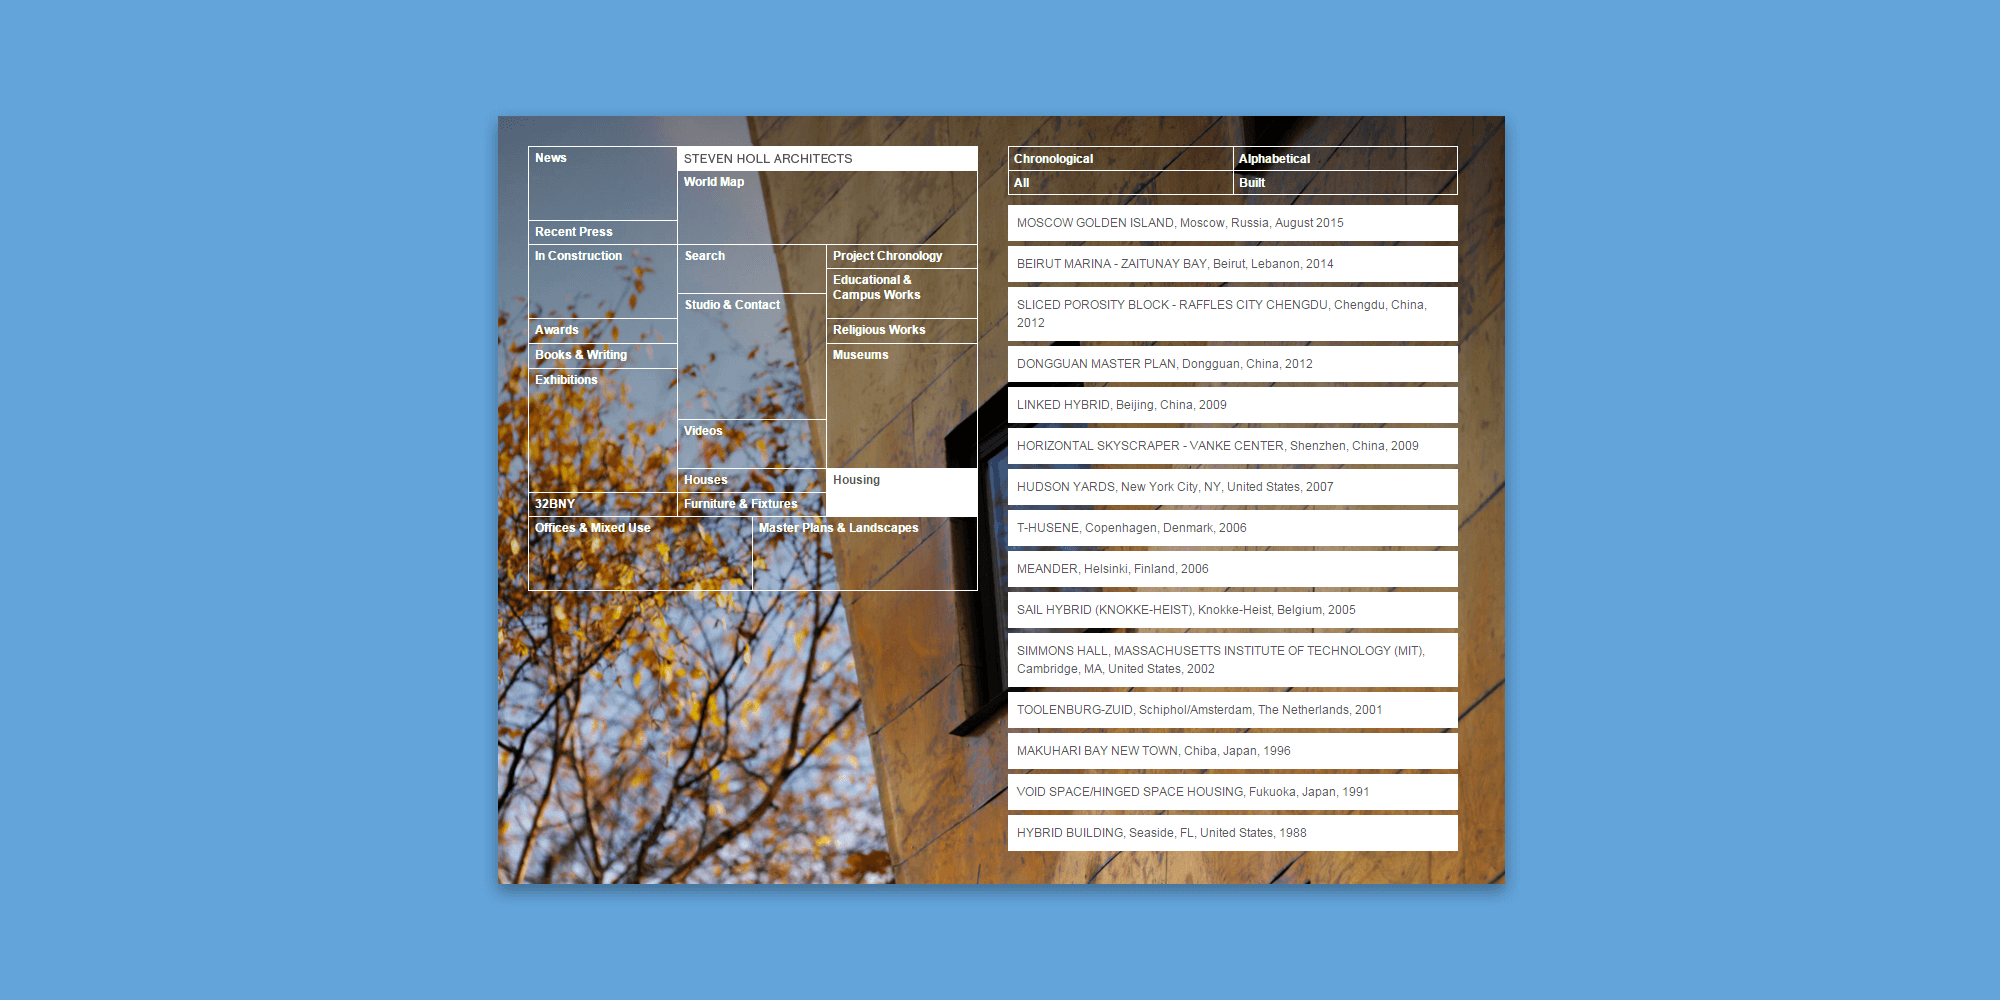 News
STEVEN HOLL ARCHITECTS
World Map
Recent Press
In Construction
Search
Project Chronology
Educational &
Campus Works
Studio & Contact
Awards
Religious Works
Books & Writing
Museums
Exhibitions
Videos
Houses
Housing
32BNY
Furniture & Fixtures
Offices & Mixed Use
Master Plans & Landscapes
Chronological
Alphabetical
All
Built
MOSCOW GOLDEN ISLAND, Moscow, Russia, August 2015
BEIRUT MARINA - ZAITUNAY BAY, Beirut, Lebanon, 2014
SLICED POROSITY BLOCK - RAFFLES CITY CHENGDU, Chengdu, China,
2012
DONGGUAN MASTER PLAN, Dongguan, China, 2012
LINKED HYBRID, Beijing, China, 2009
HORIZONTAL SKYSCRAPER - VANKE CENTER, Shenzhen, China, 2009
HUDSON YARDS, New York City, NY, United States, 2007
T-HUSENE, Copenhagen, Denmark, 2006
MEANDER, Helsinki, Finland, 2006
SAIL HYBRID (KNOKKE-HEIST), Knokke-Heist, Belgium, 2005
SIMMONS HALL, MASSACHUSETTS INSTITUTE OF TECHNOLOGY (MIT),
Cambridge, MA, United States, 2002
TOOLENBURG-ZUID, Schiphol/Amsterdam, The Netherlands, 2001
MAKUHARI BAY NEW TOWN, Chiba, Japan, 1996
VOID SPACE/HINGED SPACE HOUSING, Fukuoka, Japan, 1991
HYBRID BUILDING, Seaside, FL, United States, 1988